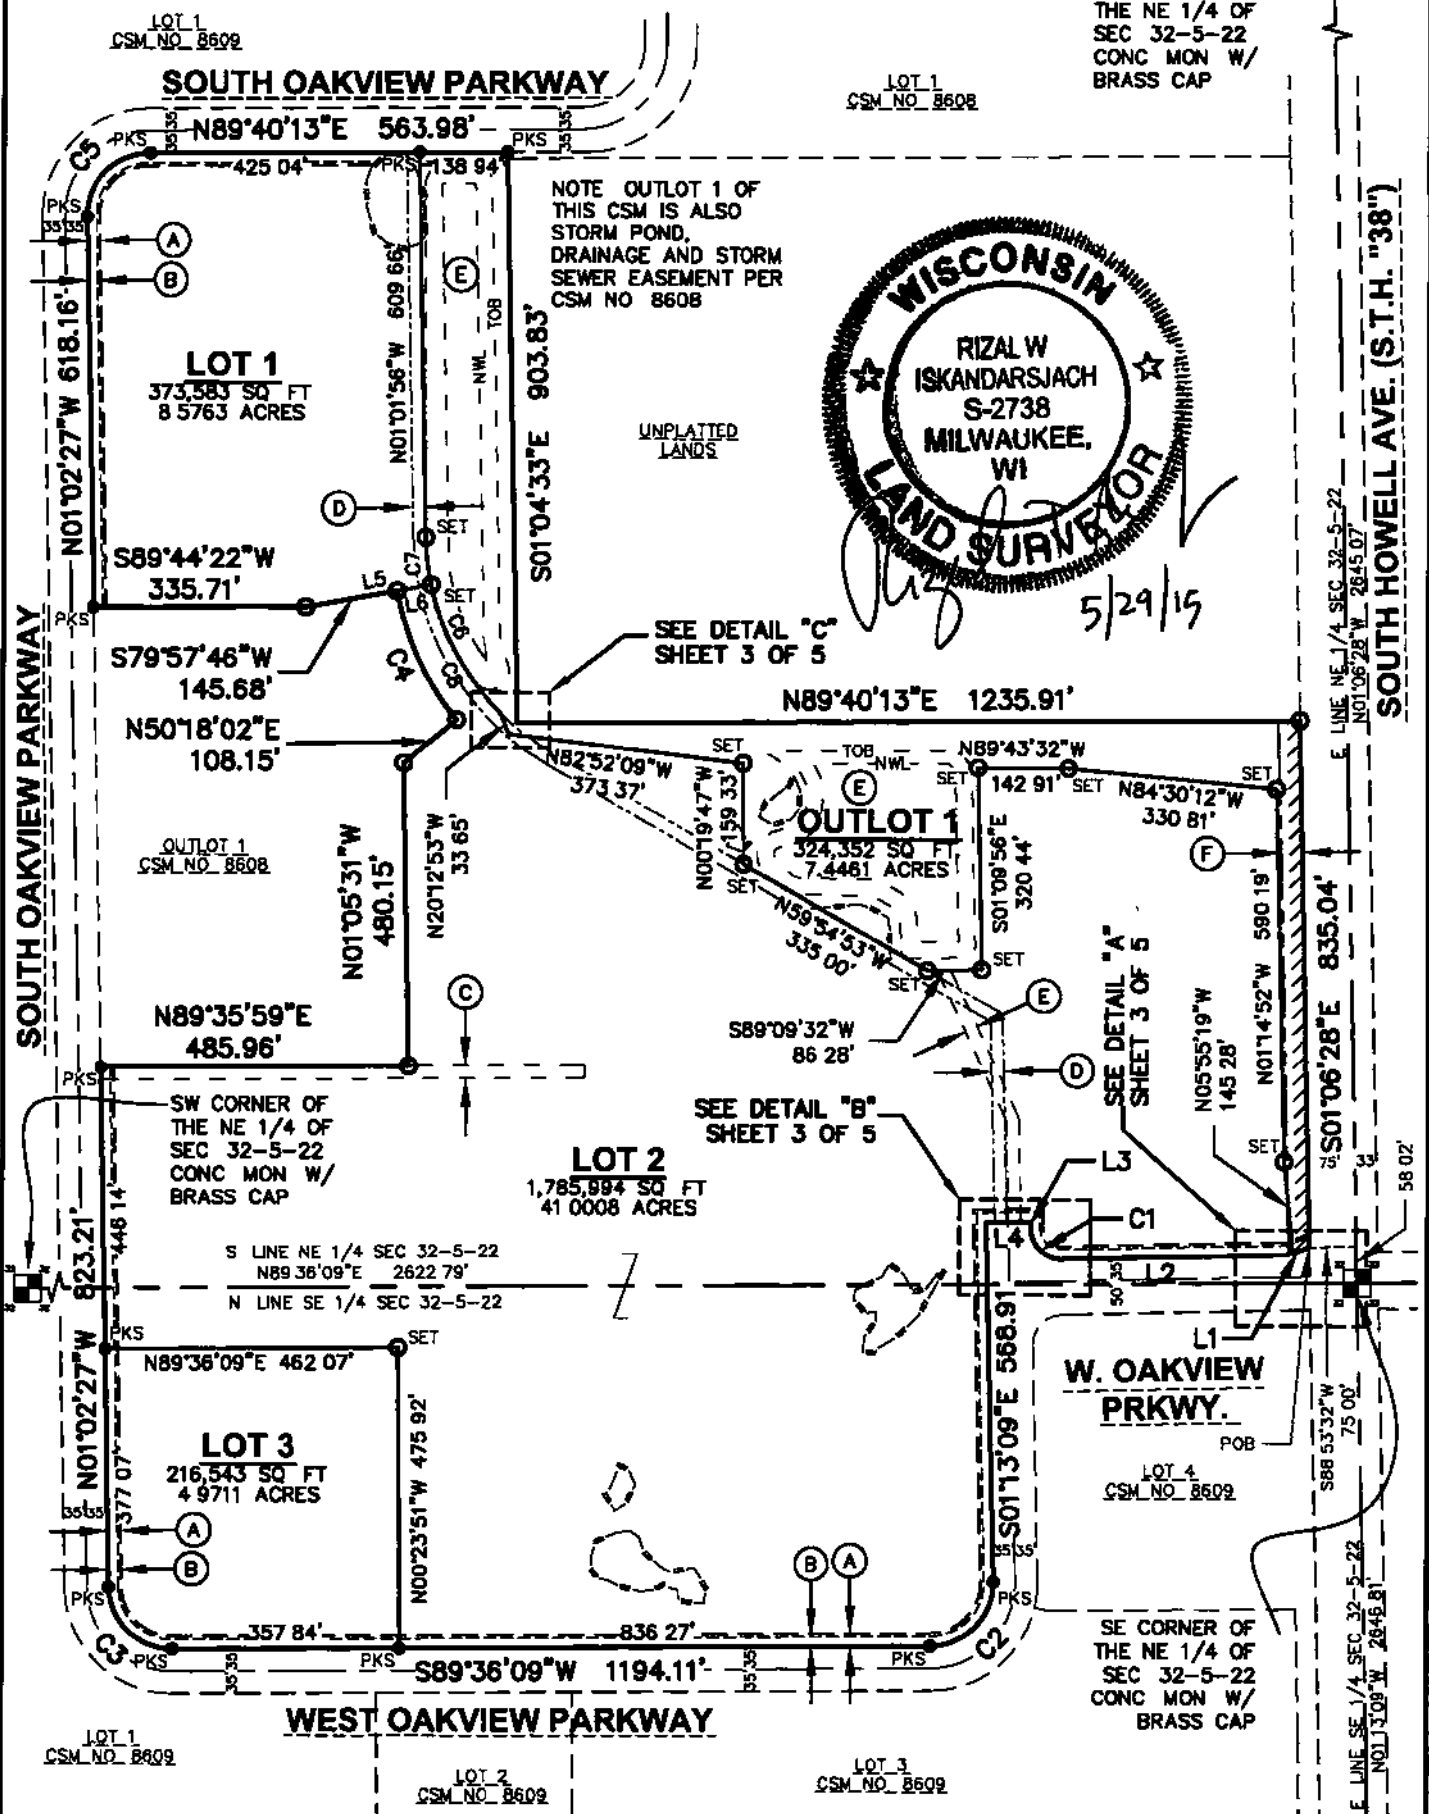 LOT 1
CSM NO 8609
THE NE 1/4 OF
SEC 32-5-22
CONC MON W/
BRASS CAP
SOUTH OAKVIEW PARKWAY
LOT 1
CSM NO 8608
N89°40'13"E 563.98'
PKS
35'35'
PKS
35'35'
C5
425 04'
PKS
138 94'
PKS
35'35'
NOTE OUTLOT 1 OF
THIS CSM IS ALSO
STORM POND,
DRAINAGE AND STORM
SEWER EASEMENT PER
CSM NO 8608
A
B
E
N01°02'27"W 618.16'
N01°01'56"W 609 66'
NWL
TOB
S01°04'33"E 903.83'
LOT 1
373,583 SQ FT
8 5763 ACRES
UNPLATTED
LANDS
WISCONSIN
RIZAL W
ISKANDARSJACH
S-2738
MILWAUKEE,
WI
LAND SURVEYOR
5/29/15
SOUTH HOWELL AVE. (S.T.H. "38")
E LINE NE 1/4 SEC 32-5-22
N01°06'28"W 2645 07'
D
SET
C7
S89°44'22"W
335.71'
L5
L6
SET
C6
PKS
SOUTH OAKVIEW PARKWAY
S79°57'46"W
145.68'
C4
C8
SEE DETAIL "C"
SHEET 3 OF 5
N50°18'02"E
108.15'
N89°40'13"E 1235.91'
N82°52'09"W
373 37'
SET
TOB
NWL
N89°43'32"W
SET
142 91'
SET
N84°30'12"W
330 81'
SET
E
OUTLOT 1
324,352 SQ FT
7.4461 ACRES
N00°19'47"W
159 33'
SET
F
OUTLOT 1
CSM NO 8608
N01°05'31"W
480.15'
N20°12'53"W
33 65'
S01°09'56"E
320 44'
N59°54'53"W
335 00'
SET
SET
N01°14'52"W 590 19'
S01°06'28"E 835.04'
SEE DETAIL "A"
SHEET 3 OF 5
N05°55'19"W
145 28'
C
E
D
S89°09'32"W
86 28'
N89°35'59"E
485.96'
PKS
SW CORNER OF
THE NE 1/4 OF
SEC 32-5-22
CONC MON W/
BRASS CAP
SEE DETAIL "B"
SHEET 3 OF 5
SET
75'
33'
58 02'
LOT 2
1,785,994 SQ FT
41 0008 ACRES
L3
C1
L4
L2
50'35'
L1
446 14'
N01°02'27"W 823.21'
S LINE NE 1/4 SEC 32-5-22
N89 36'09"E 2622 79'
N LINE SE 1/4 SEC 32-5-22
PKS
SET
N89°36'09"E 462 07'
W. OAKVIEW
PRKWY.
POB
S88 53'32"W
75 00'
S01°13'09"E 568.91'
LOT 3
216,543 SQ FT
4 9711 ACRES
N00°23'51"W 475 92'
377 07'
LOT 4
CSM NO 8609
35'35'
A
B
B
A
35'35'
PKS
PKS
C3
PKS
357 84'
PKS
836 27'
PKS
C2
35'35'
S89°36'09"W 1194.11'
35'35'
SE CORNER OF
THE NE 1/4 OF
SEC 32-5-22
CONC MON W/
BRASS CAP
E LINE SE 1/4 SEC 32-5-22
N01 13'09"W 2646 81'
WEST OAKVIEW PARKWAY
LOT 1
CSM NO 8609
LOT 2
CSM NO 8609
LOT 3
CSM NO 8609